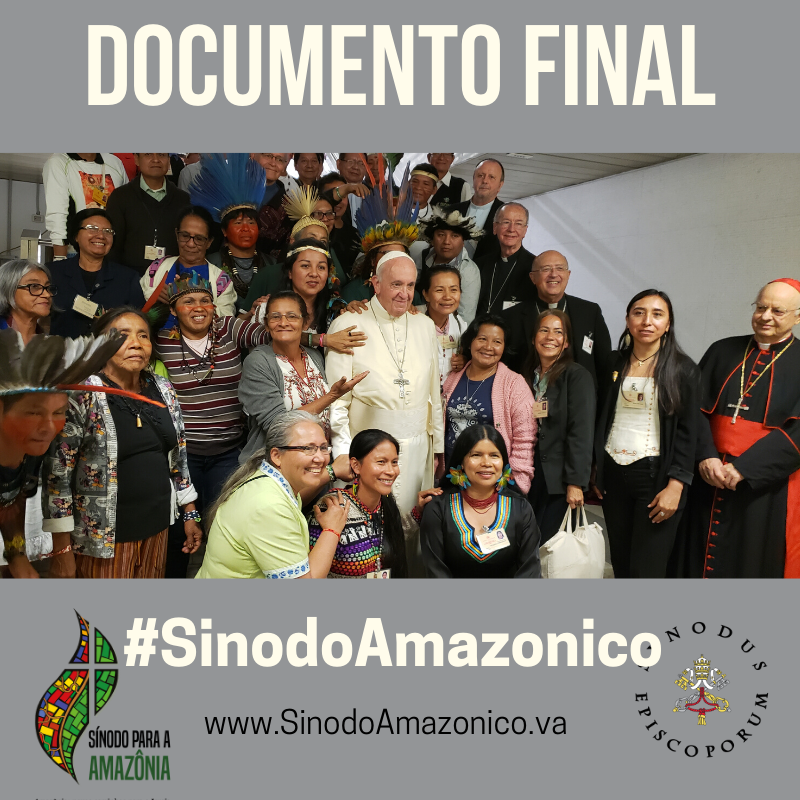 DOCUMENTO FINAL
#SinodoAmazonico
SÍNODO PARA A
AMAZÔNIA
www.SinodoAmazonico.va
SYNODUS
EPISCOPORUM